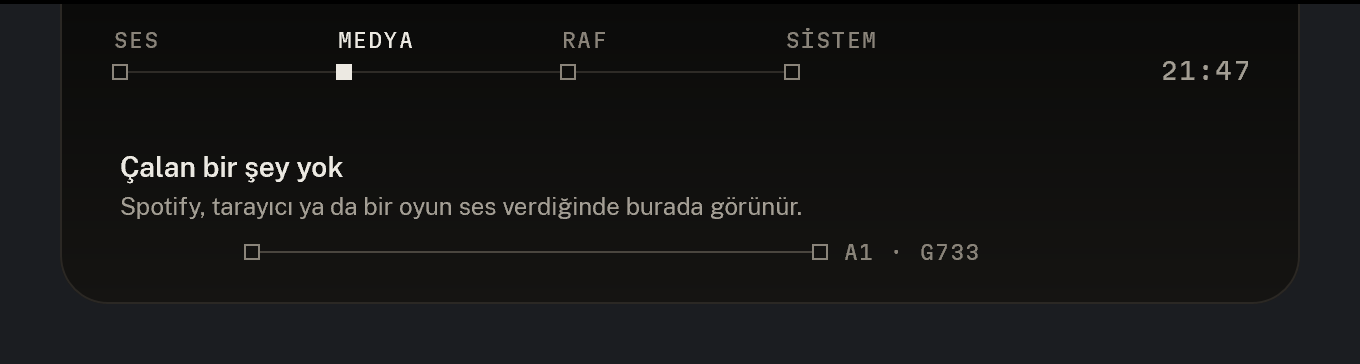 SES MEDYA RAF SİSTEM
21:47
Çalan bir şey yok
Spotify, tarayıcı ya da bir oyun ses verdiğinde burada görünür.
A1 · G733